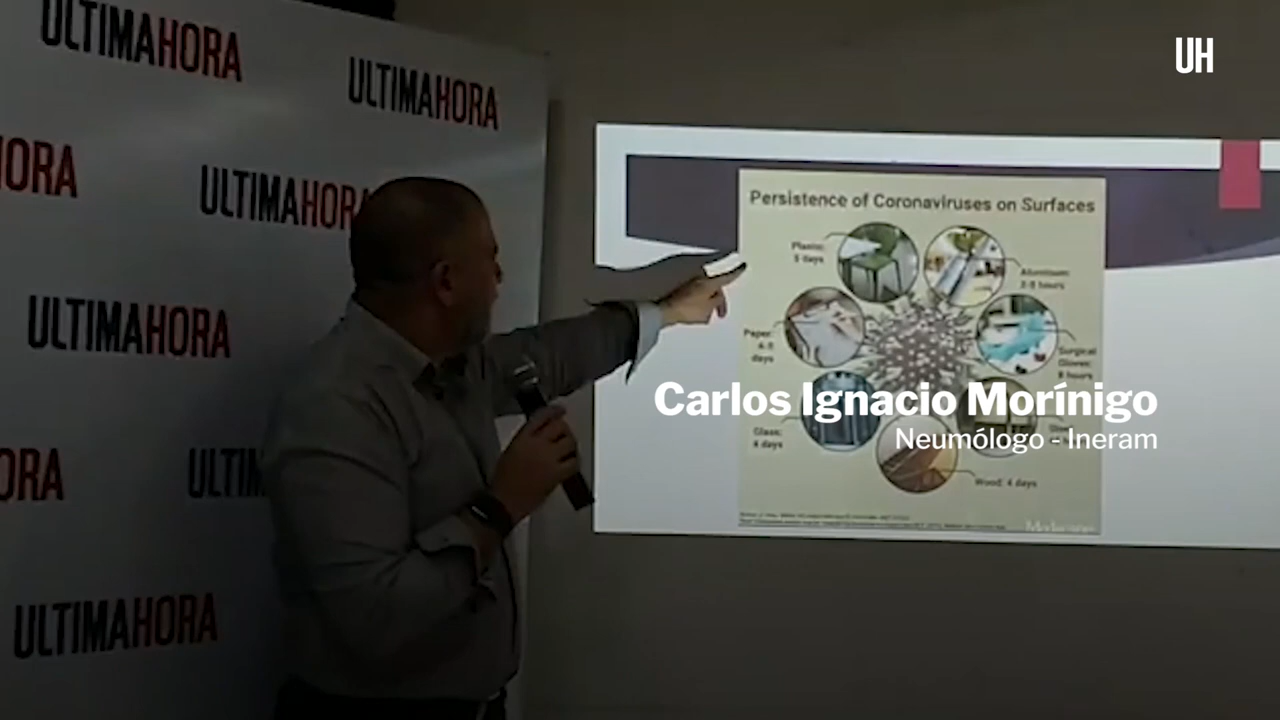 ULTIMAHORA
ULTIMAHORA
UH
HORA
ULTIMAHORA
ULTIMAHORA
ORA
ULTIM
ULTIMAHORA
Persistence of Coronaviruses on Surfaces
Plastic:
5 days
Aluminum:
2-8 hours
Paper:
4-5
days
Surgical
Gloves:
8 hours
Glass:
4 days
Wood: 4 days
Carlos Ignacio Morínigo
Neumólogo - Ineram